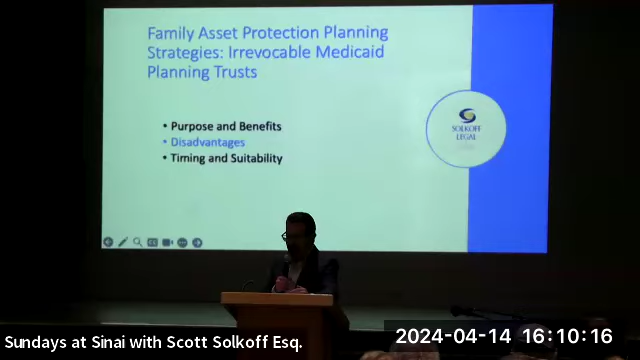 Family Asset Protection Planning
Strategies: Irrevocable Medicaid
Planning Trusts
• Purpose and Benefits
• Disadvantages
• Timing and Suitability
SOLKOFF
LEGAL
Sundays at Sinai with Scott Solkoff Esq.
2024-04-14 16:10:16